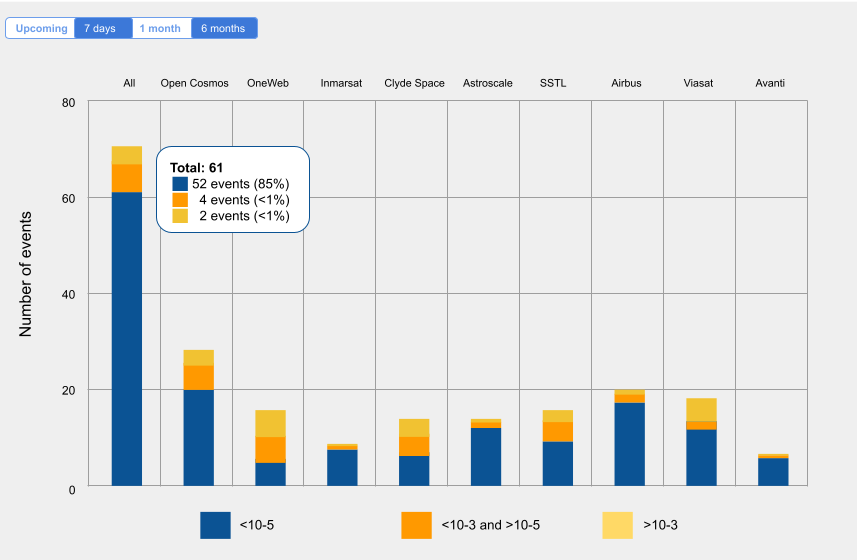 Upcoming 7 days 1 month 6 months
All Open Cosmos OneWeb Inmarsat Clyde Space Astroscale SSTL Airbus Viasat Avanti
80
Total: 61
52 events (85%)
4 events (<1%)
2 events (<1%)
60
40
20
0
Number of events
<10-5 <10-3 and >10-5 >10-3